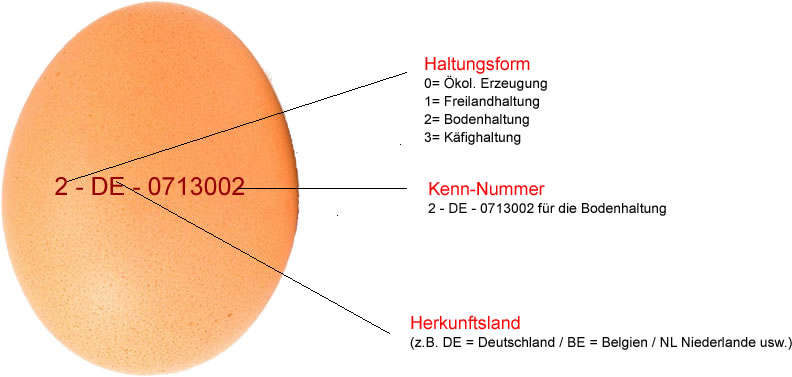 Haltungsform
0= Ökol. Erzeugung
1= Freilandhaltung
2= Bodenhaltung
3= Käfighaltung
2 - DE - 0713002
Kenn-Nummer
2 - DE - 0713002 für die Bodenhaltung
Herkunftsland
(z.B. DE = Deutschland / BE = Belgien / NL Niederlande usw.)